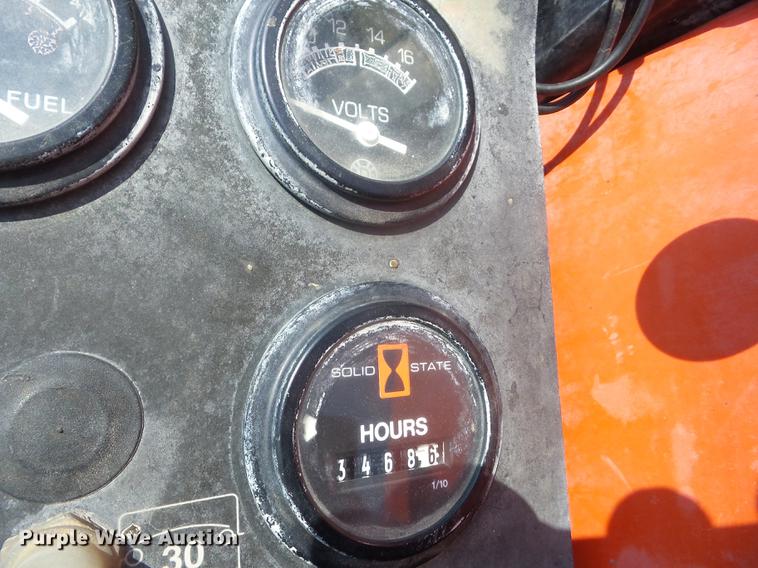 12 14 16
VOLTS
FUEL
SOLID STATE
HOURS
3 4 6 8 6
1/10
30
Purple Wave Auction